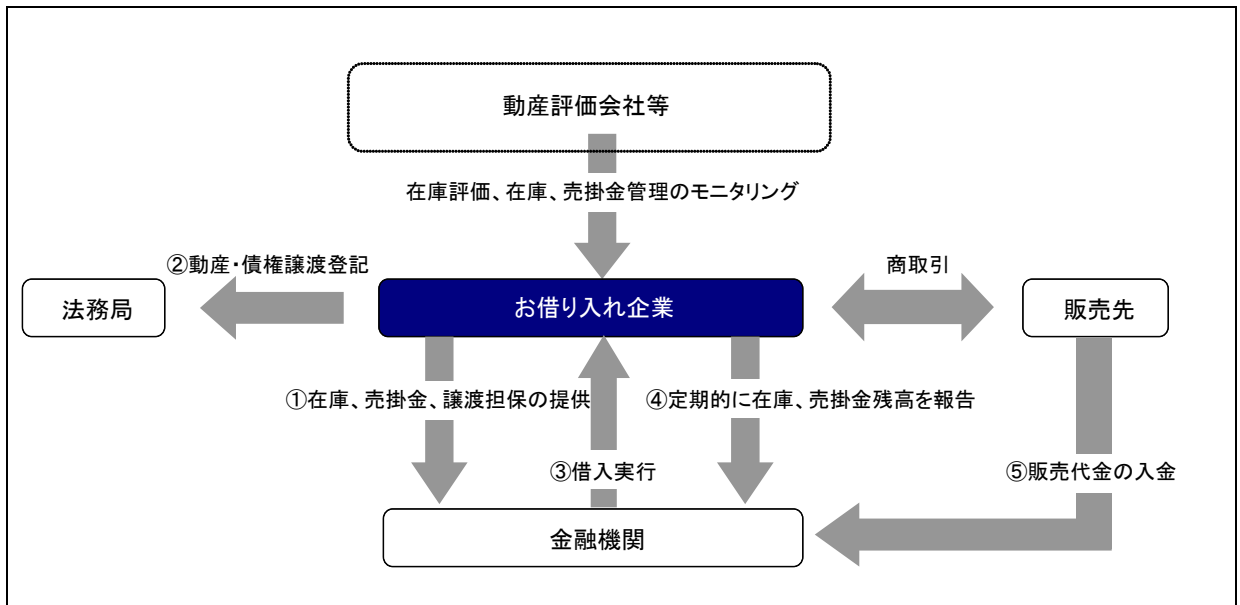 動産評価会社等
在庫評価、在庫、売掛金管理のモニタリング
②動産・債権譲渡登記
商取引
法務局
お借り入れ企業
販売先
①在庫、売掛金、譲渡担保の提供
④定期的に在庫、売掛金残高を報告
③借入実行
⑤販売代金の入金
金融機関